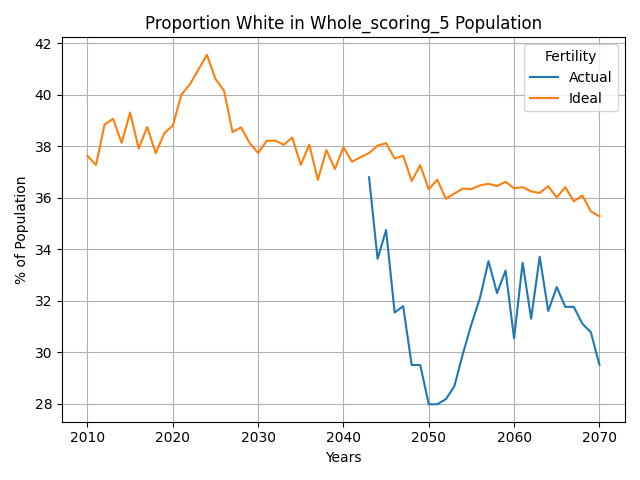 Proportion White in Whole_scoring_5 Population
Fertility
Actual
Ideal
% of Population
42
40
38
36
34
32
30
28
2010 2020 2030 2040 2050 2060 2070
Years